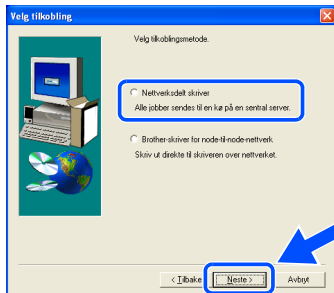 Velg tilkobling
Velg tilkoblingsmetode.
Nettverksdelt skriver
Alle jobber sendes til en kø på en sentral server.
Brother-skriver for node-til-node-nettverk
Skriv ut direkte til skriveren over nettverket.
< Tilbake
Neste >
Avbryt